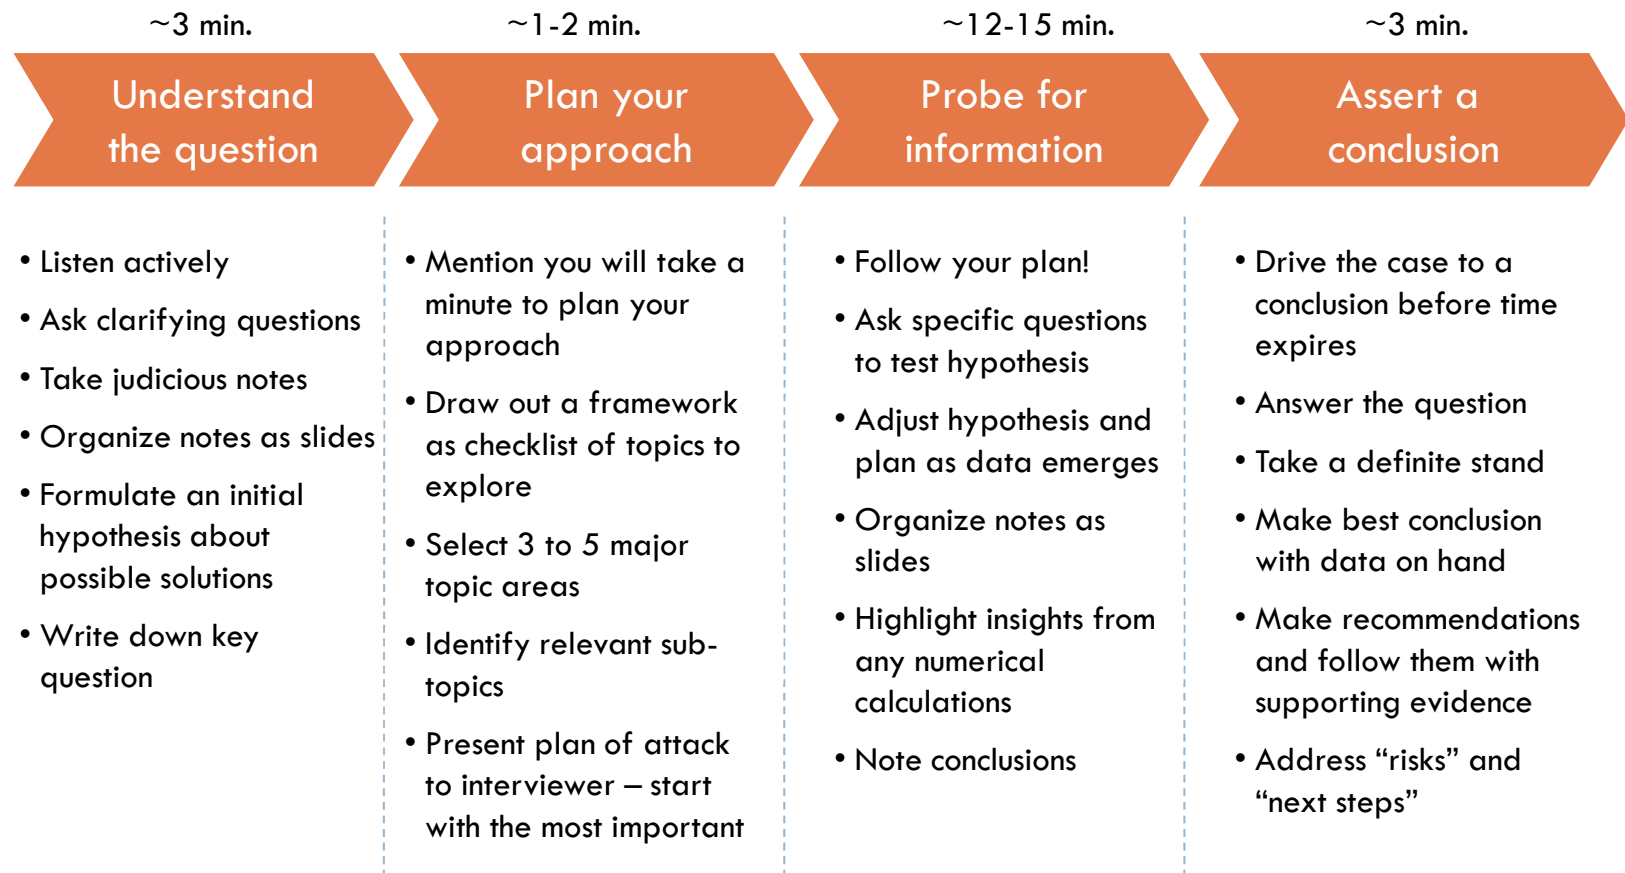 ~3 min.
~1-2 min.
~12-15 min.
~3 min.
Understand
the question
Plan your
approach
Probe for
information
Assert a
conclusion
• Listen actively
• Ask clarifying questions
• Take judicious notes
• Organize notes as slides
• Formulate an initial
hypothesis about
possible solutions
• Write down key
question
• Mention you will take a
minute to plan your
approach
• Draw out a framework
as checklist of topics to
explore
• Select 3 to 5 major
topic areas
• Identify relevant sub-
topics
• Present plan of attack
to interviewer – start
with the most important
• Follow your plan!
• Ask specific questions
to test hypothesis
• Adjust hypothesis and
plan as data emerges
• Organize notes as
slides
• Highlight insights from
any numerical
calculations
• Note conclusions
• Drive the case to a
conclusion before time
expires
• Answer the question
• Take a definite stand
• Make best conclusion
with data on hand
• Make recommendations
and follow them with
supporting evidence
• Address “risks” and
“next steps”